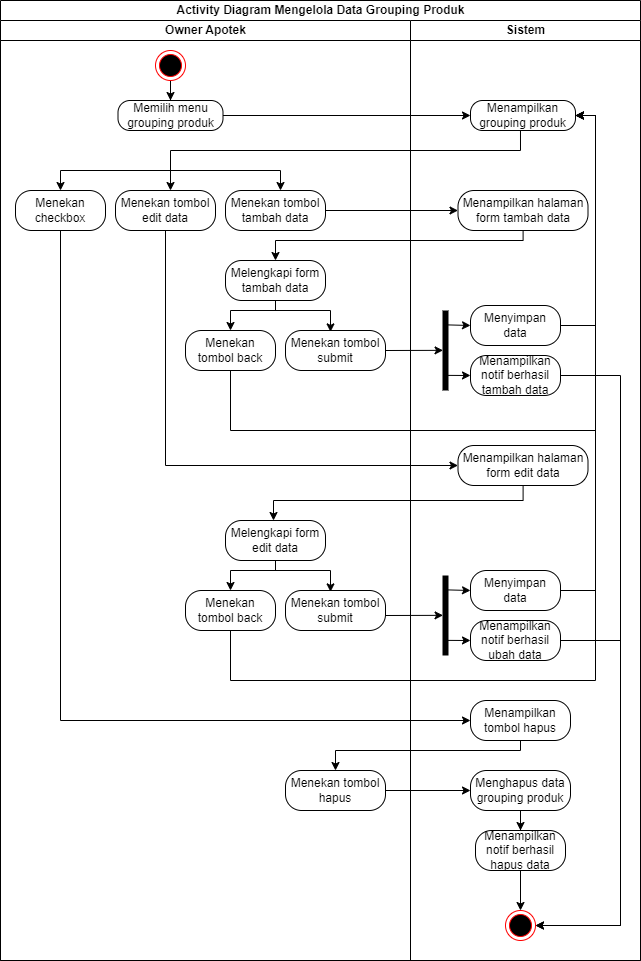 Activity Diagram Mengelola Data Grouping Produk
Owner Apotek
Sistem
Memilih menu
grouping produk
Menampilkan
grouping produk
Menekan
checkbox
Menekan tombol
edit data
Menekan tombol
tambah data
Menampilkan halaman
form tambah data
Melengkapi form
tambah data
Menekan
tombol back
Menekan tombol
submit
Menyimpan
data
Menampilkan
notif berhasil
tambah data
Menampilkan halaman
form edit data
Melengkapi form
edit data
Menekan
tombol back
Menekan tombol
submit
Menyimpan
data
Menampilkan
notif berhasil
ubah data
Menampilkan
tombol hapus
Menekan tombol
hapus
Menghapus data
grouping produk
Menampilkan
notif berhasil
hapus data